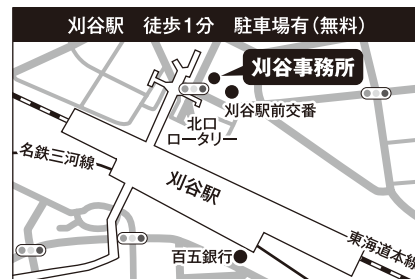 刈谷駅 徒歩1分 駐車場有(無料)
刈谷事務所
刈谷駅前交番
北口
ロータリー
名鉄三河線
刈谷駅
東海道本線
百五銀行